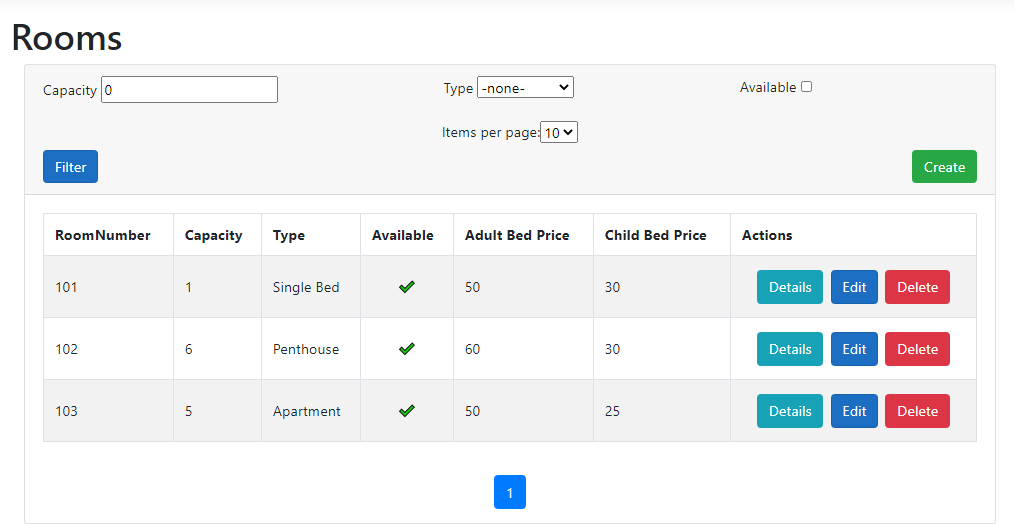 Rooms
Capacity 0 Type -none- Available
Items per page: 10
Filter Create
RoomNumber Capacity Type Available Adult Bed Price Child Bed Price Actions
101 1 Single Bed 50 30 Details Edit Delete
102 6 Penthouse 60 30 Details Edit Delete
103 5 Apartment 50 25 Details Edit Delete
1